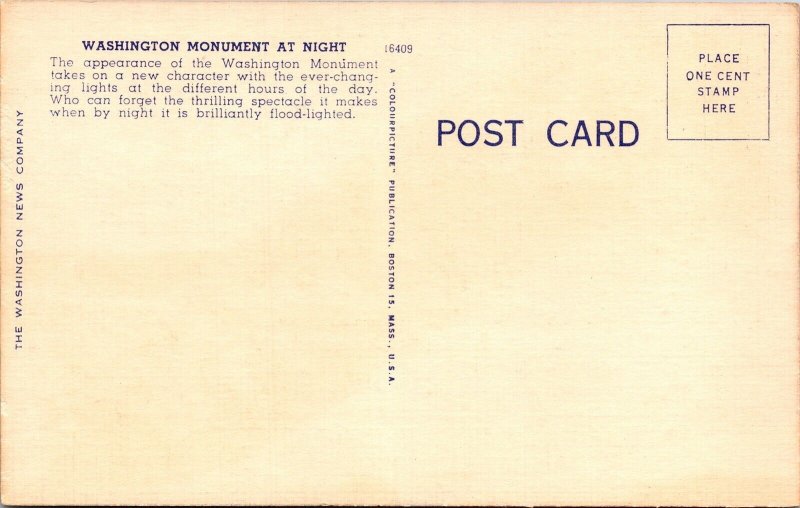 WASHINGTON MONUMENT AT NIGHT
The appearance of the Washington Monument
takes on a new character with the ever-chang-
ing lights at the different hours of the day.
Who can forget the thrilling spectacle it makes
when by night it is brilliantly flood-lighted.
THE WASHINGTON NEWS COMPANY
16409
A "COLOURPICTURE" PUBLICATION, BOSTON 15, MASS., U.S.A.
POST CARD
PLACE
ONE CENT
STAMP
HERE